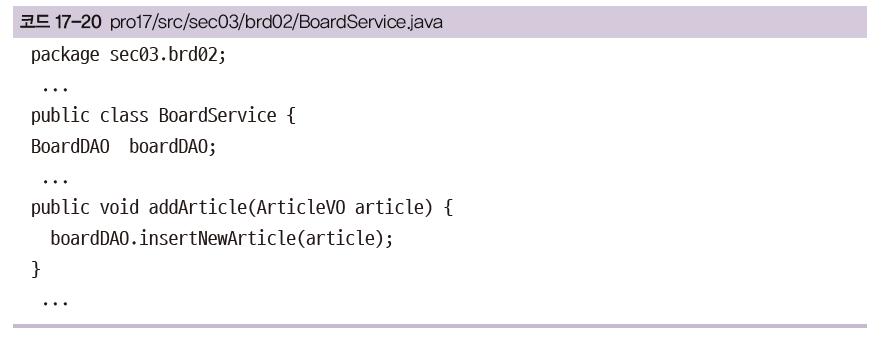 코드 17-20 pro17/src/sec03/brd02/BoardService.java
package sec03.brd02;
...
public class BoardService {
BoardDAO  boardDAO;
...
public void addArticle(ArticleVO article) {
  boardDAO.insertNewArticle(article);
}
...